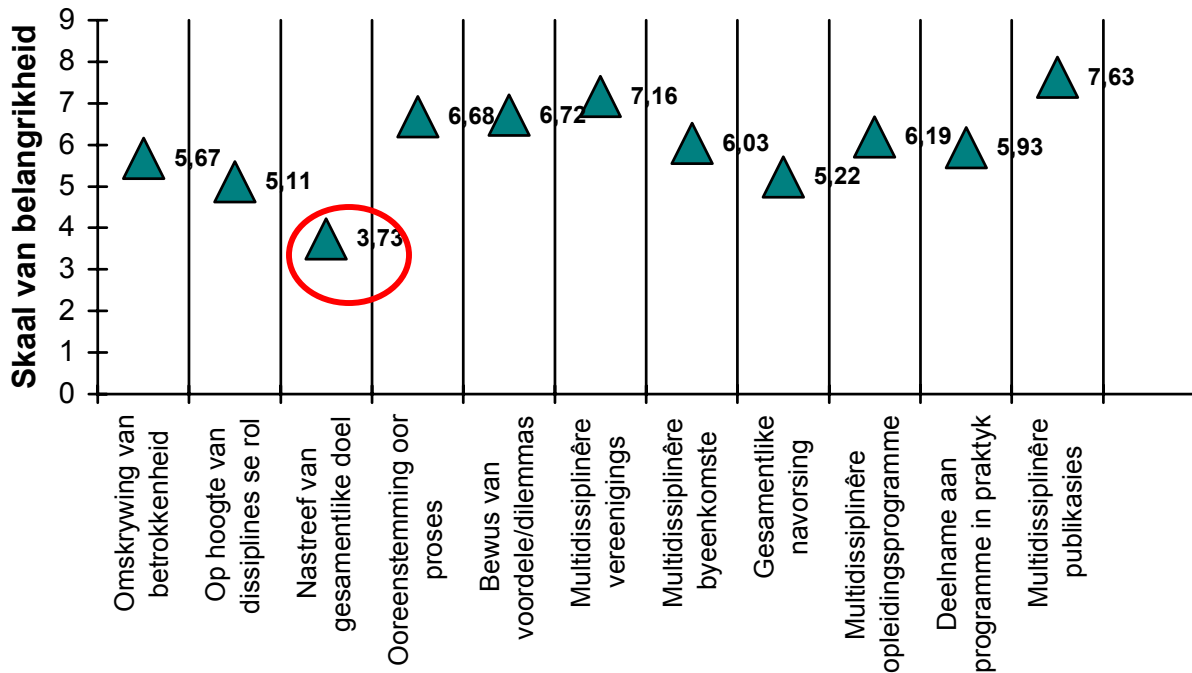 Skaal van belangrikheid
9
8
7
6
5
4
3
2
1
0
5,67
5,11
3,73
6,68
6,72
7,16
6,03
5,22
6,19
5,93
7,63
Omskrywing van
betrokkenheid
Op hoogte van
dissiplines se rol
Nastreef van
gesamentlike doel
Ooreenstemming oor
proses
Bewus van
voordele/dilemmas
Multidissiplinêre
vereenigings
Multidissiplinêre
byeenkomste
Gesamentlike
navorsing
Multidissiplinêre
opleidingsprogramme
Deelname aan
programme in praktyk
Multidissiplinêre
publikasies